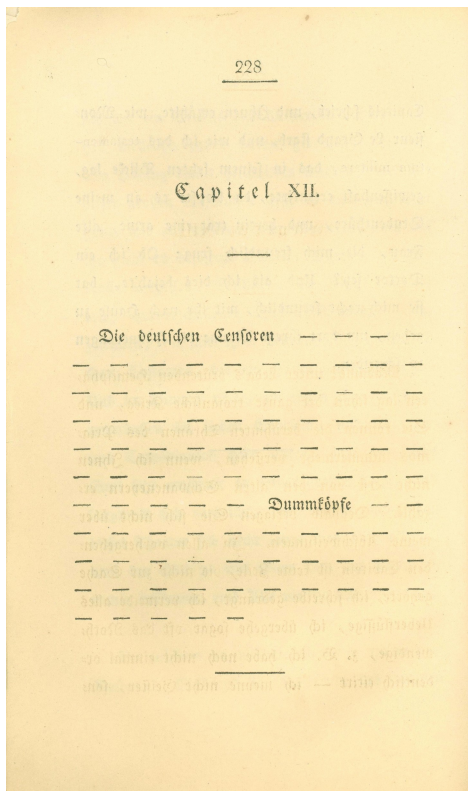 228
Capitel XII.
Die deutschen Censoren — — — —
— — — — — — — — — —
— — — — — — — — — —
— — — — — — — — — —
— — — — — — — — — —
— — — — — — — — — —
— — — — — Dummköpfe — —
— — — — — — — — — —
— — — — — — — — — —
— — — — — — — — — —
— — — — —